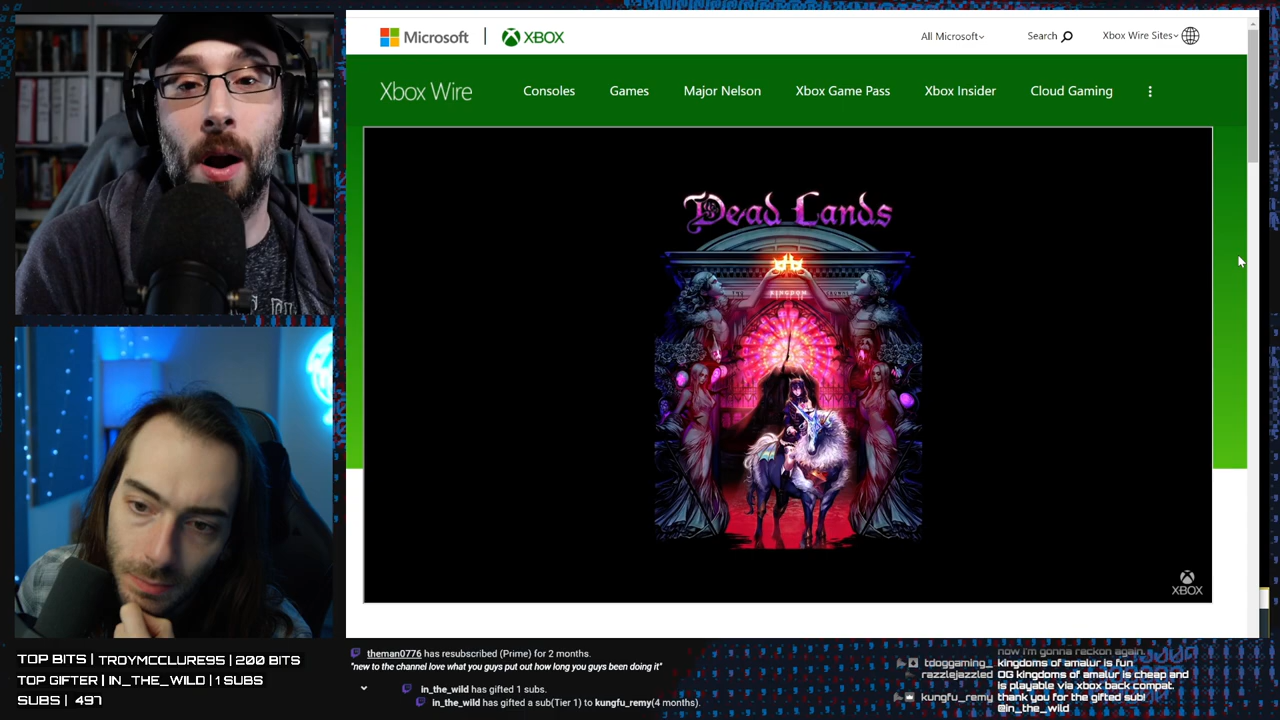 Microsoft | XBOX
All Microsoft
Search
Xbox Wire Sites
Xbox Wire
Consoles
Games
Major Nelson
Xbox Game Pass
Xbox Insider
Cloud Gaming
Dead Lands
KINGDOM
XBOX
TOP BITS | TROYMCCLURE95 | 200 BITS
TOP GIFTER | IN_THE_WILD | 1 SUBS
SUBS | 497
theman0776 has resubscribed (Prime) for 2 months.
"new to the channel love what you guys put out how long you guys been doing it"
in_the_wild has gifted 1 subs.
in_the_wild has gifted a sub(Tier 1) to kungfu_remy(4 months).
now i'm gonna reckon again.
tdoggaming_ kingdoms of amalur is fun
razzlejazzled OG kingdoms of amalur is cheap and
is playable via xbox back compat.
kungfu_remy thank you for the gifted sub!
@in_the_wild